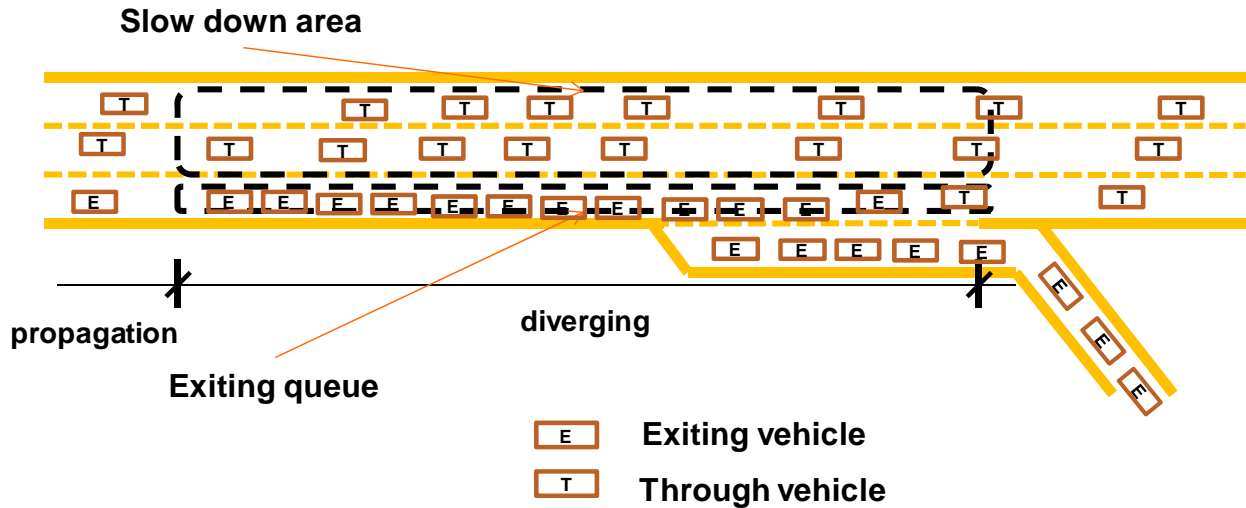 Slow down area
T T T T T T T T
T T T T T T T T
E E E E E E E E E E E E E T T
E E E E E
E
E
E
propagation
diverging
Exiting queue
E Exiting vehicle
T Through vehicle